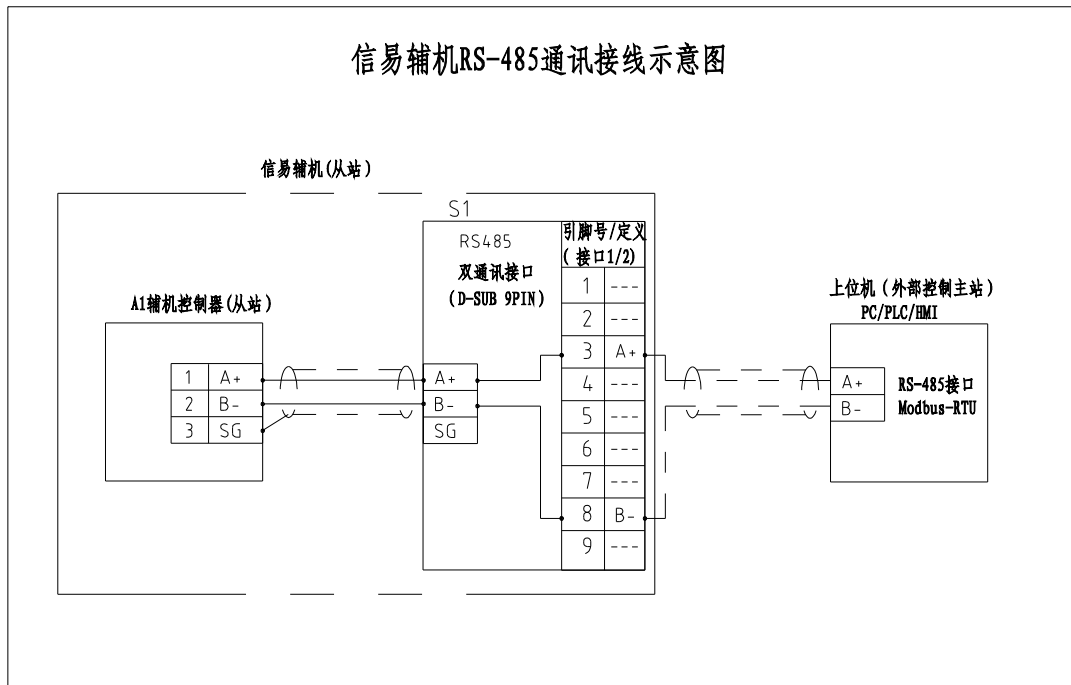 信易辅机RS-485通讯接线示意图
信易辅机(从站)
S1
RS485
双通讯接口
(D-SUB 9PIN)
引脚号/定义
(接口1/2)
1 ---
2 ---
3 A+
4 ---
5 ---
6 ---
7 ---
8 B-
9 ---
A1辅机控制器(从站)
1 A+
2 B-
3 SG
A+
B-
SG
上位机(外部控制主站)
PC/PLC/HMI
A+
B-
RS-485接口
Modbus-RTU